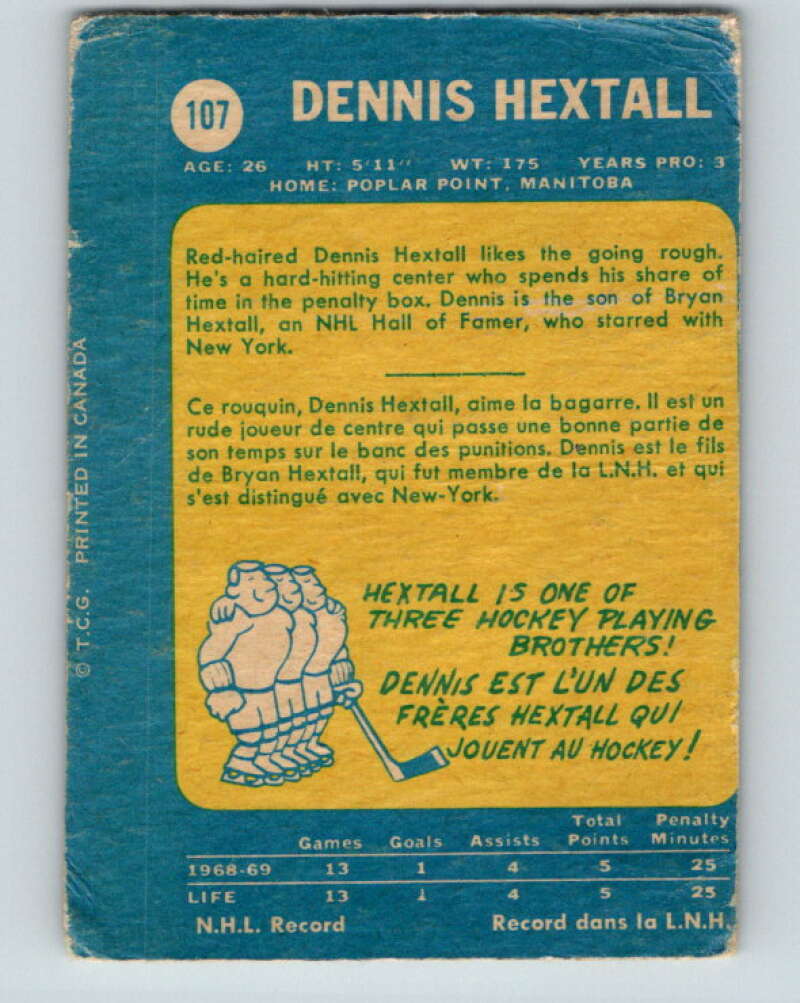 107
DENNIS HEXTALL
AGE: 26 HT: 5'11" WT: 175 YEARS PRO: 3
HOME: POPLAR POINT, MANITOBA
Red-haired Dennis Hextall likes the going rough.
He's a hard-hitting center who spends his share of
time in the penalty box. Dennis is the son of Bryan
Hextall, an NHL Hall of Famer, who starred with
New York.
Ce rouquin, Dennis Hextall, aime la bagarre. Il est un
rude joueur de centre qui passe une bonne partie de
son temps sur le banc des punitions. Dennis est le fils
de Bryan Hextall, qui fut membre de la L.N.H. et qui
s'est distingué avec New-York.
HEXTALL IS ONE OF
THREE HOCKEY PLAYING
BROTHERS!
DENNIS EST L'UN DES
FRÈRES HEXTALL QUI
JOUENT AU HOCKEY!
Games Goals Assists Total Points Penalty Minutes
1968-69 13 1 4 5 25
LIFE 13 1 4 5 25
N.H.L. Record Record dans la L.N.H.
© T.C.G. PRINTED IN CANADA